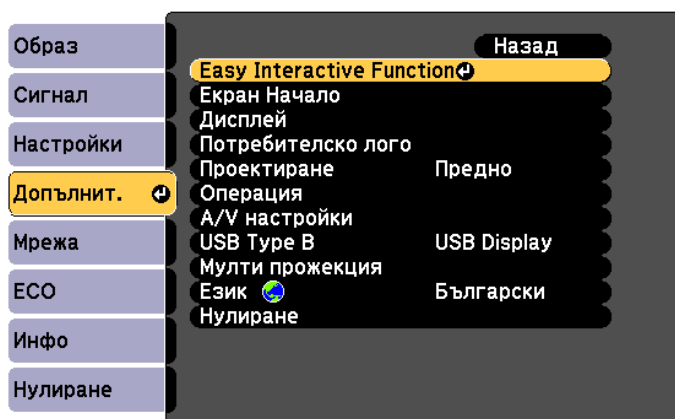 Образ
Сигнал
Настройки
Допълнит.
Мрежа
ECO
Инфо
Нулиране
Назад
Easy Interactive Function
Екран Начало
Дисплей
Потребителско лого
Проектиране Предно
Операция
A/V настройки
USB Type B USB Display
Мулти прожекция
Език Български
Нулиране